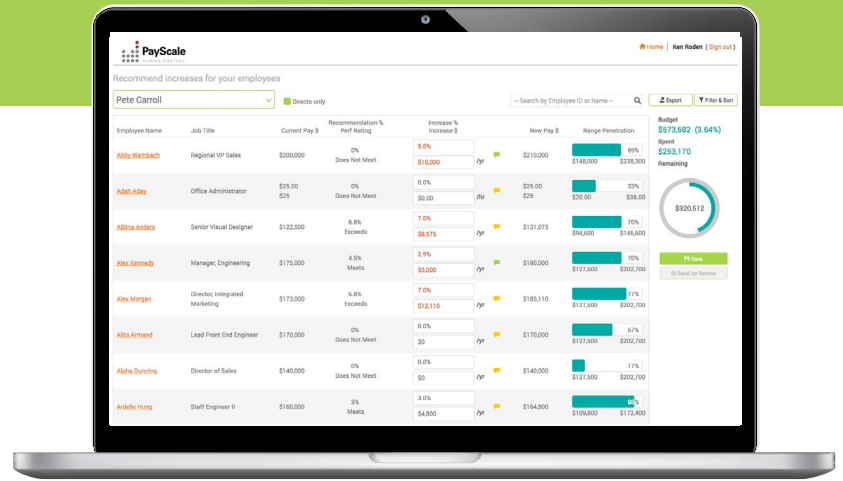 PayScale
HUMAN CAPITAL
Home | Ken Roden ( Sign out )
Recommend increases for your employees
Pete Carroll
Directs only
~ Search by Employee ID or Name ~
Export
Filter & Sort
Employee Name Job Title Current Pay $ Recommendation % Perf Rating Increase % Increase $ New Pay $ Range Penetration
Abby Wambach Regional VP Sales $200,000 0% Does Not Meet 5.0% $10,000 /yr $210,000 69% $148,000 $238,300
Adah Aday Office Administrator $25.00 $25 0% Does Not Meet 0.0% $0.00 /hr $25.00 $25 33% $20.00 $35.00
Albina Anders Senior Visual Designer $122,500 6.8% Exceeds 7.0% $8,575 /yr $131,075 70% $94,600 $146,600
Alex Kennedy Manager, Engineering $175,000 4.5% Meets 2.9% $5,000 /yr $180,000 70% $127,500 $202,700
Alex Morgan Director, Integrated Marketing $173,000 6.8% Exceeds 7.0% $12,110 /yr $185,110 77% $127,500 $202,700
Alita Armand Lead Front End Engineer $170,000 0% Does Not Meet 0.0% $0 /yr $170,000 57% $127,500 $202,700
Alpha Dunning Director of Sales $140,000 0% Does Not Meet 0.0% $0 /yr $140,000 17% $127,500 $202,700
Ardelle Hung Staff Engineer II $160,000 3% Meets 3.0% $4,800 /yr $164,800 $109,800 $172,400
Budget
$573,682 (3.64%)
Spent
$253,170
Remaining
$320,512
Save
Send for Review